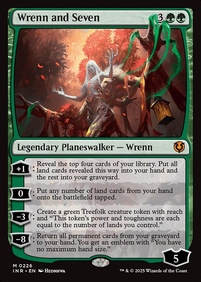 Wrenn and Seven 3
Legendary Planeswalker — Wrenn
+1 Reveal the top four cards of your library. Put all
land cards revealed this way into your hand and
the rest into your graveyard.
0 Put any number of land cards from your hand
onto the battlefield tapped.
−3 Create a green Treefolk creature token with reach
and “This token’s power and toughness are each
equal to the number of lands you control.”
−8 Return all permanent cards from your graveyard
to your hand. You get an emblem with “You have
no maximum hand size.”
5
M 0226
INR • EN Heonhwa
™ & © 2025 Wizards of the Coast